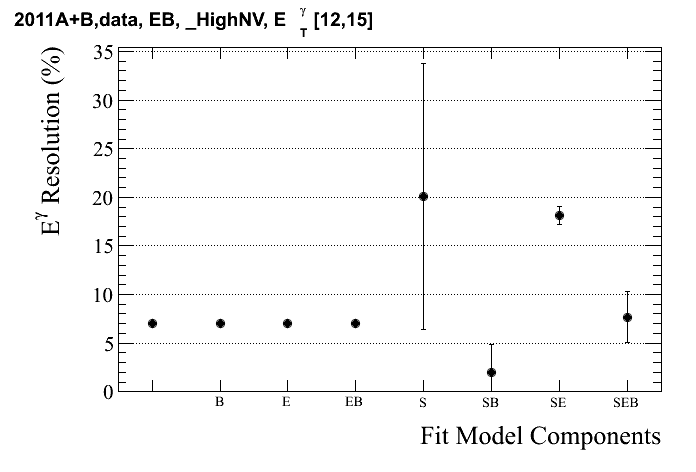 2011A+B,data, EB, _HighNV, E γ T [12,15]
E^γ Resolution (%)
35
30
25
20
15
10
5
0
B E EB S SB SE SEB
Fit Model Components